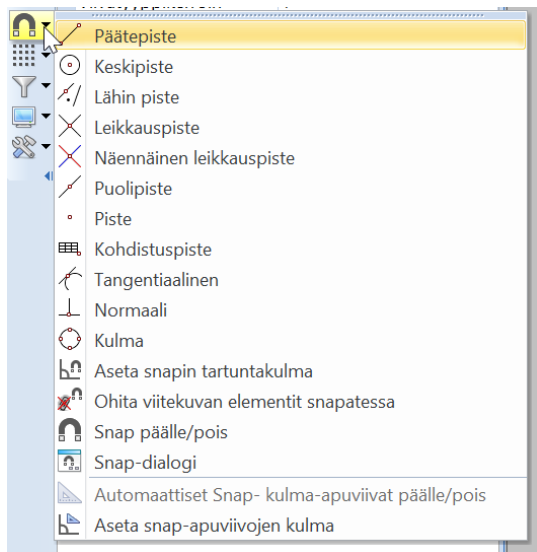 Päätepiste
Keskipiste
Lähin piste
Leikkauspiste
Näennäinen leikkauspiste
Puolipiste
Piste
Kohdistuspiste
Tangentiaalinen
Normaali
Kulma
Aseta snapin tartuntakulma
Ohita viitekuvan elementit snapatessa
Snap päälle/pois
Snap-dialogi
Automaattiset Snap- kulma-apuviivat päälle/pois
Aseta snap-apuviivojen kulma